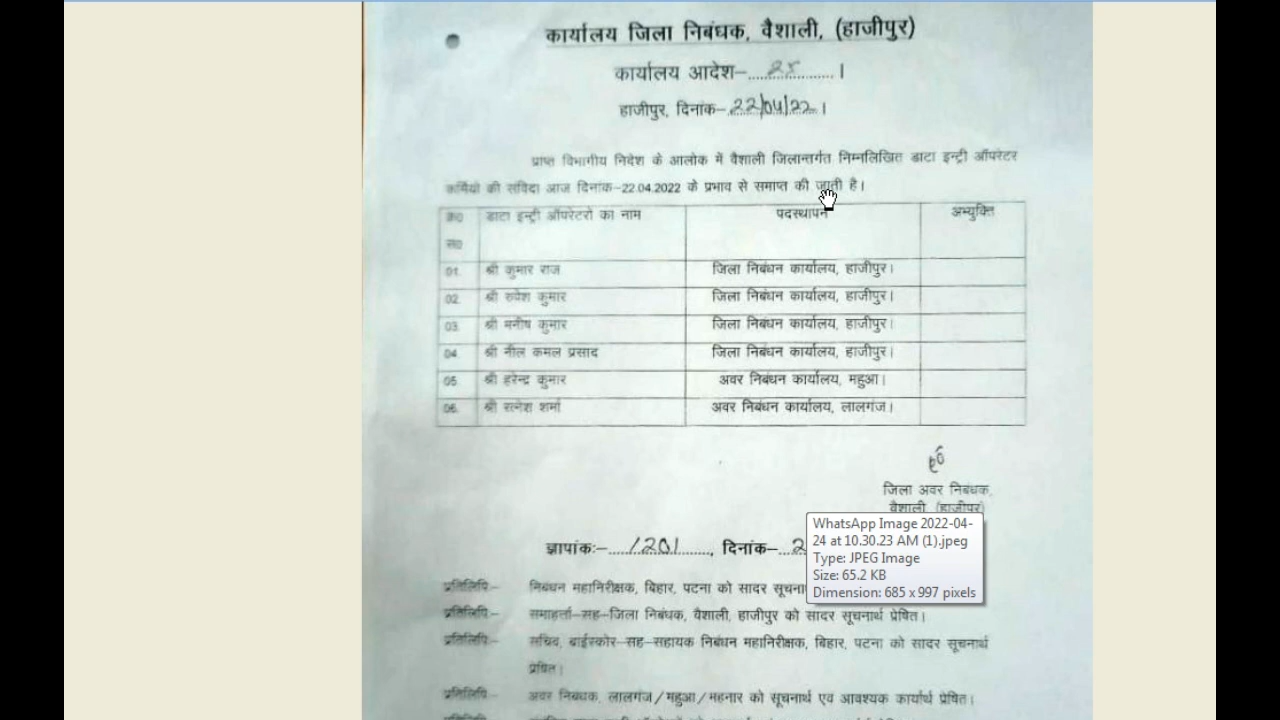 कार्यालय जिला निबंधक, वैशाली, (हाजीपुर)
कार्यालय आदेश–....25....।
हाजीपुर, दिनांक–22/04/22।
प्राप्त विभागीय निदेश के आलोक में वैशाली जिलान्तर्गत निम्नलिखित डाटा इन्ट्री ऑपरेटर
कर्मियों की संविदा आज दिनांक–22.04.2022 के प्रभाव से समाप्त की जाती है।
क्र0 डाटा इन्ट्री ऑपरेटरो का नाम पदस्थापन अभ्युक्ति
स0
01. श्री कुमार राज जिला निबंधन कार्यालय, हाजीपुर।
02. श्री रुपेश कुमार जिला निबंधन कार्यालय, हाजीपुर।
03. श्री मनीष कुमार जिला निबंधन कार्यालय, हाजीपुर।
04. श्री नील कमल प्रसाद जिला निबंधन कार्यालय, हाजीपुर।
05. श्री हरेन्द्र कुमार अवर निबंधन कार्यालय, महुआ।
06. श्री रत्नेश शर्मा अवर निबंधन कार्यालय, लालगंज।
जिला अवर निबंधक,
वैशाली (हाजीपुर)
WhatsApp Image 2022-04-
24 at 10.30.23 AM (1).jpeg
Type: JPEG Image
Size: 65.2 KB
Dimension: 685 x 997 pixels
ज्ञापांक:–....1201...., दिनांक–...2
प्रतिलिपि:– निबंधन महानिरीक्षक, बिहार, पटना को सादर सूचना
प्रतिलिपि:– समाहर्त्ता–सह–जिला निबंधक, वैशाली, हाजीपुर को सादर सूचनार्थ प्रेषित।
प्रतिलिपि:– सचिव, बाईस्कोर–सह–सहायक निबंधन महानिरीक्षक, बिहार, पटना को सादर सूचनार्थ
प्रेषित।
प्रतिलिपि:– अवर निबंधक, लालगंज/महुआ/महनार को सूचनार्थ एवं आवश्यक कार्यार्थ प्रेषित।